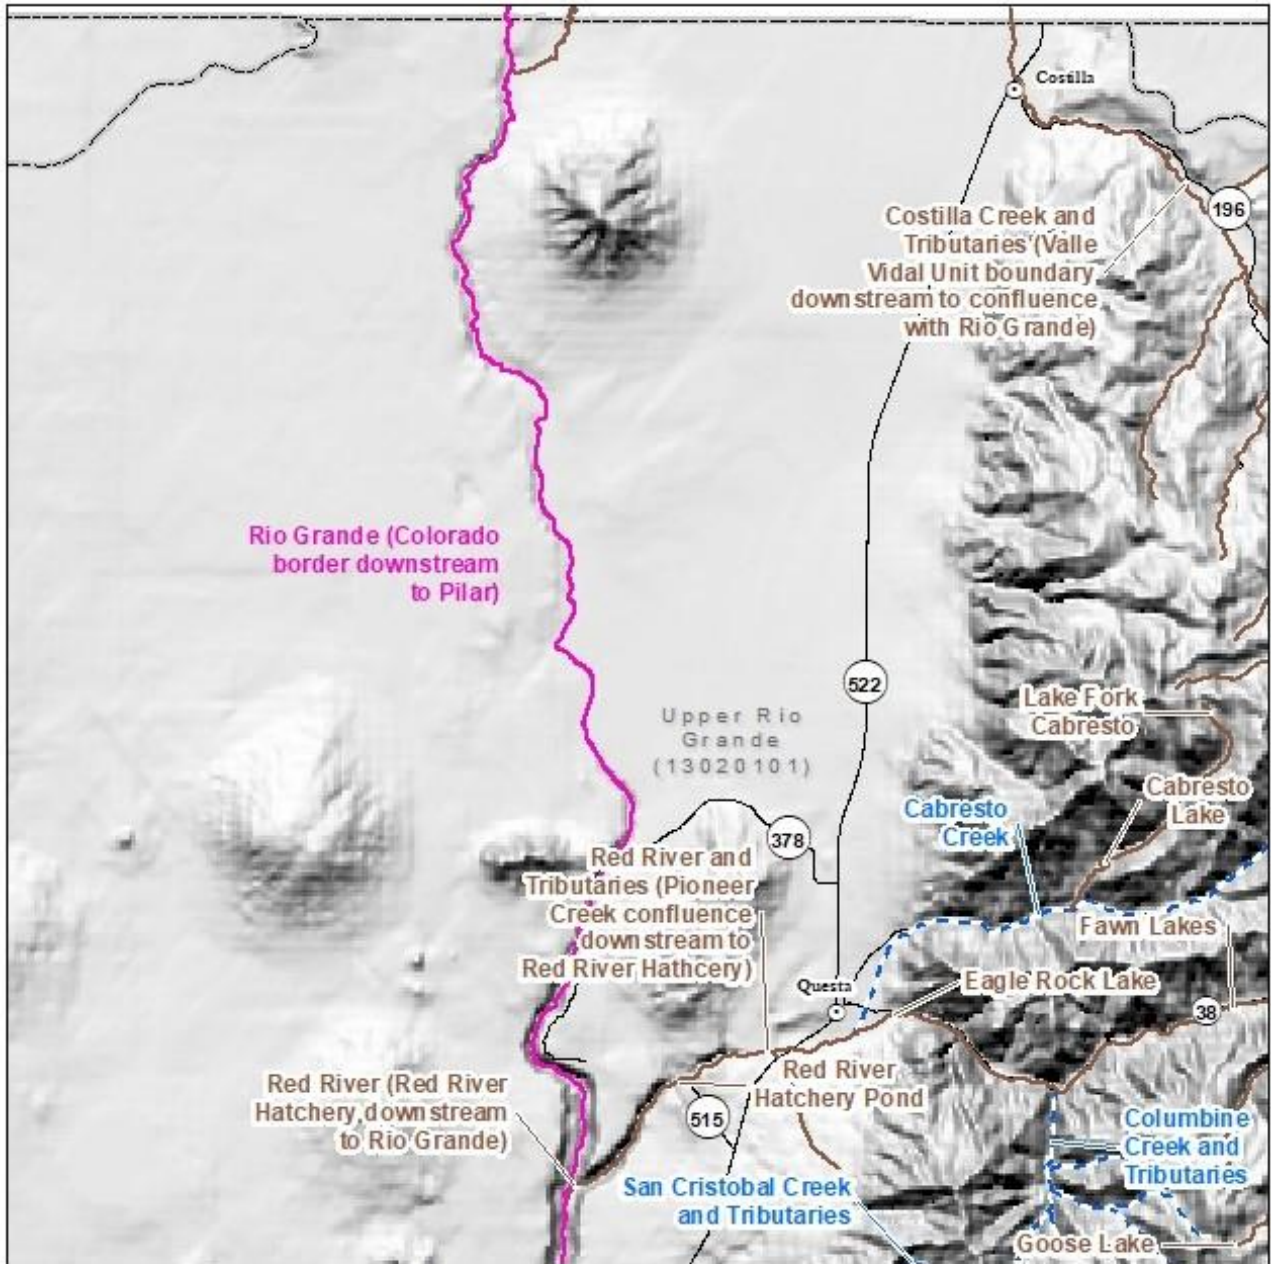 Costilla
196
Costilla Creek and
Tributaries (Valle
Vidal Unit boundary
downstream to confluence
with Rio Grande)
Rio Grande (Colorado
border downstream
to Pilar)
522
Lake Fork
Cabresto
Upper Rio
Grande
(13020101)
Cabresto
Lake
Cabresto
Creek
378
Red River and
Tributaries (Pioneer
Creek confluence
downstream to
Red River Hathcery)
Fawn Lakes
Questa
Eagle Rock Lake
38
Red River
Hatchery Pond
Red River (Red River
Hatchery downstream
to Rio Grande)
515
Columbine
Creek and
Tributaries
San Cristobal Creek
and Tributaries
Goose Lake